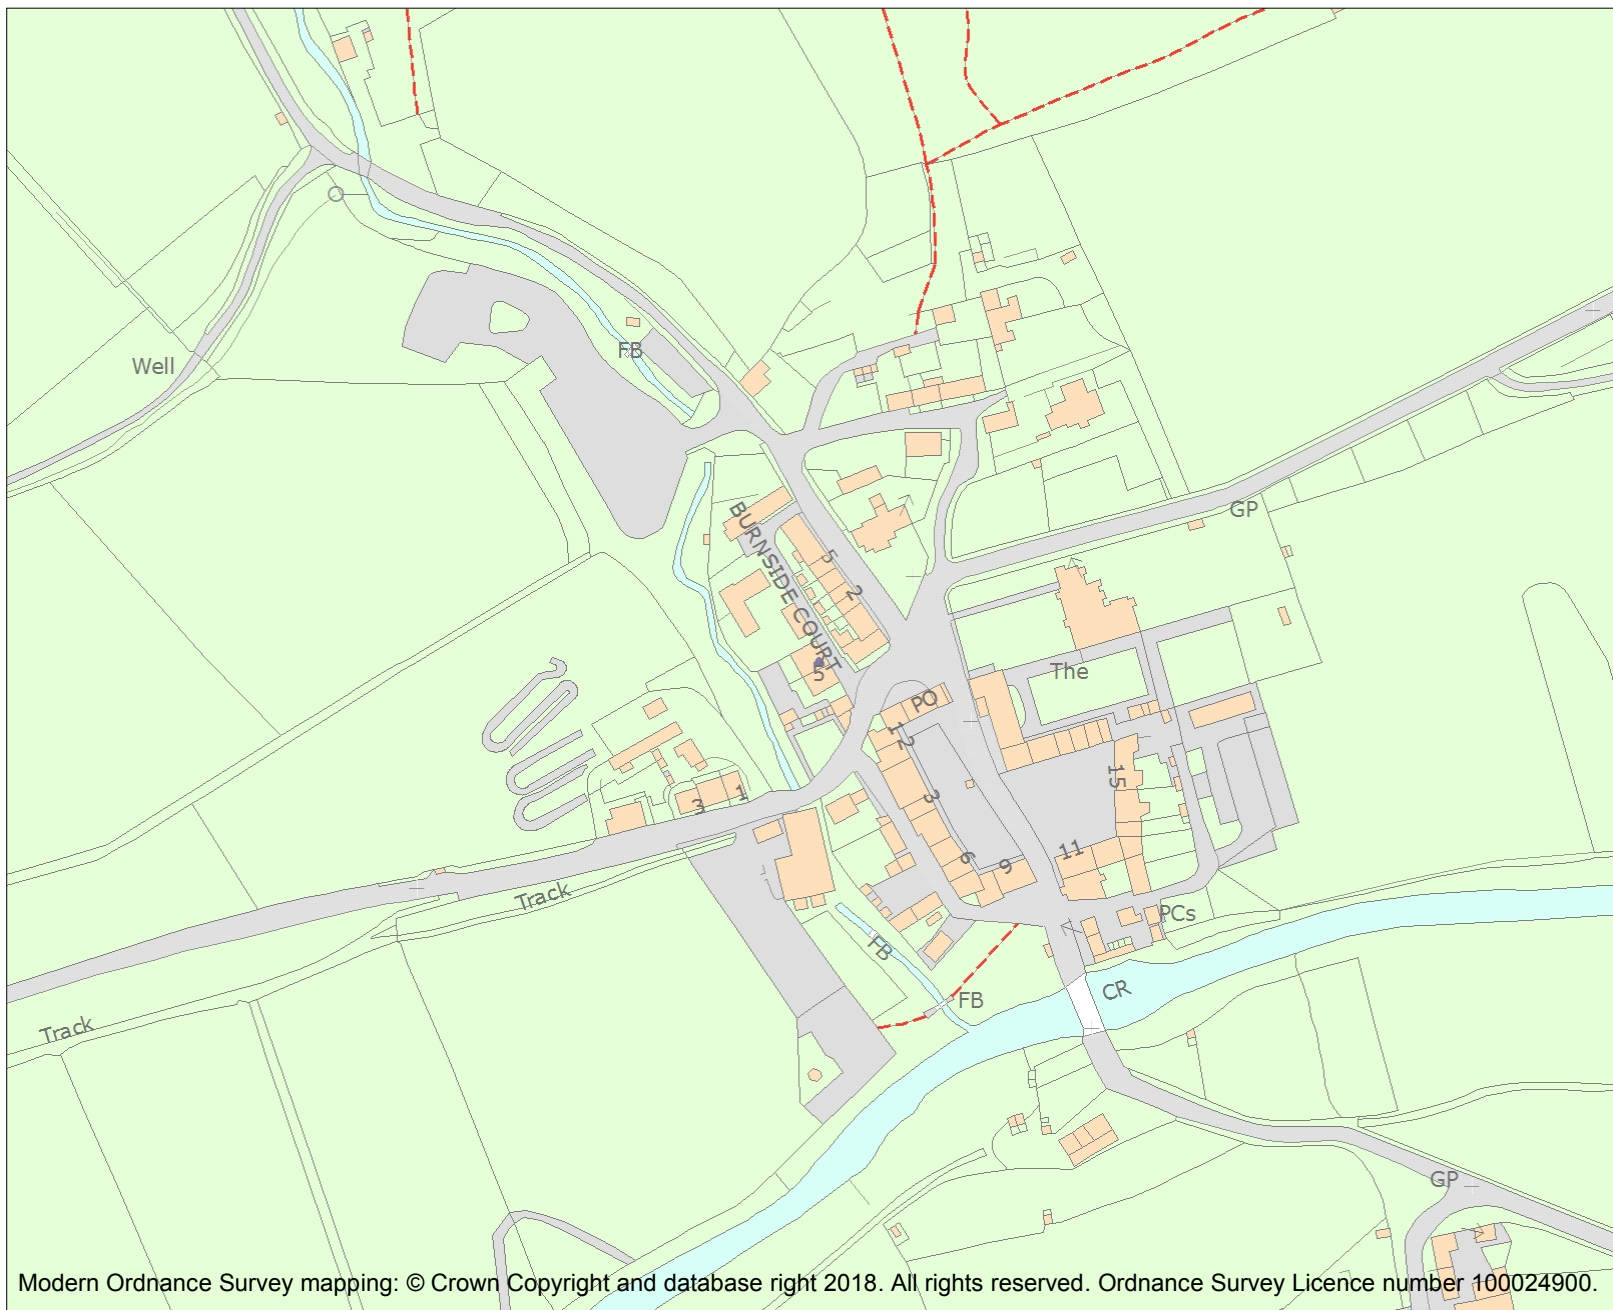 FB
Well
GP
BURNSIDE COURT
5
2
The
5
PO
12
15
3
1
3
11
6
9
Track
PCs
FB
FB
CR
Track
GP
Modern Ordnance Survey mapping: © Crown Copyright and database right 2018. All rights reserved. Ordnance Survey Licence number 100024900.